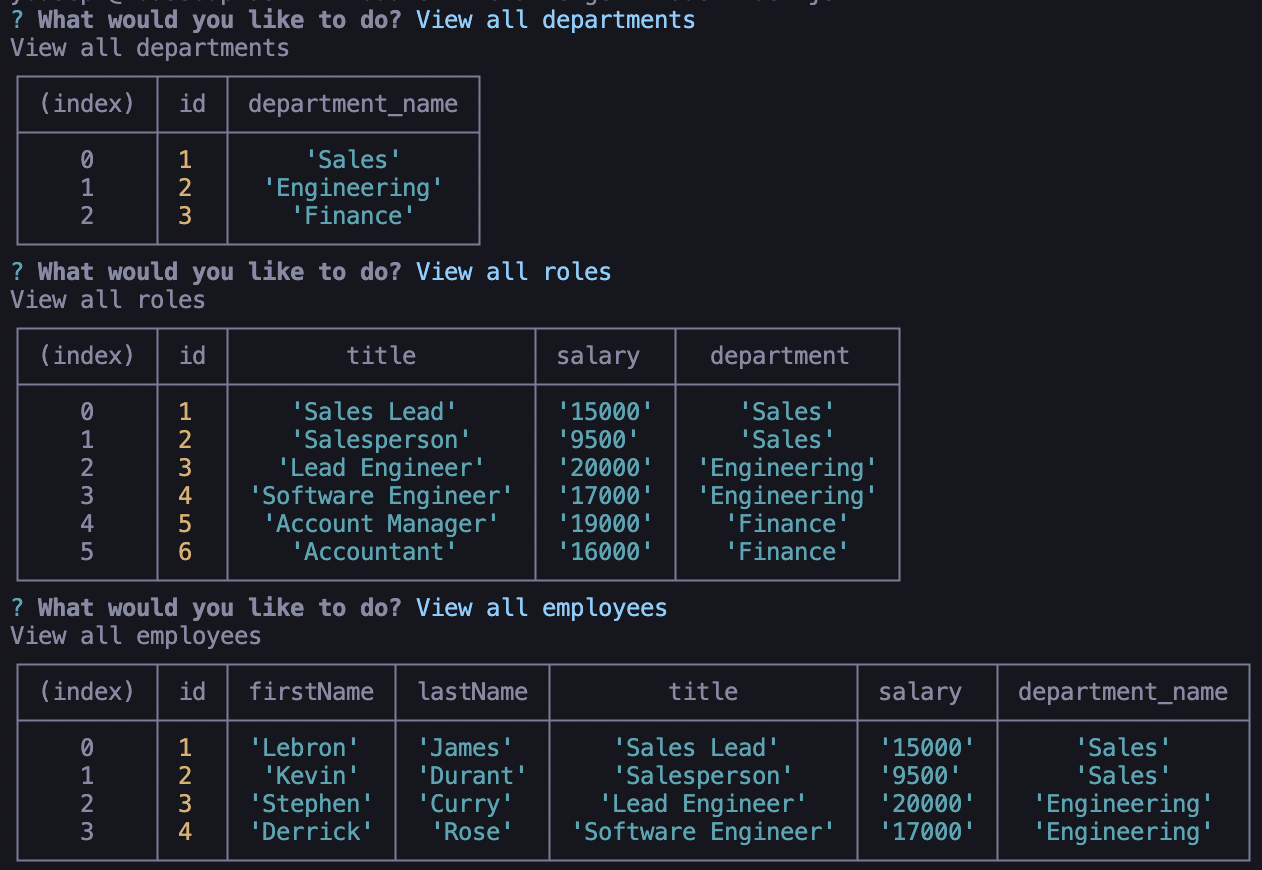 ? What would you like to do? View all departments
View all departments
(index) id department_name
0 1 'Sales'
1 2 'Engineering'
2 3 'Finance'
? What would you like to do? View all roles
View all roles
(index) id title salary department
0 1 'Sales Lead' '15000' 'Sales'
1 2 'Salesperson' '9500' 'Sales'
2 3 'Lead Engineer' '20000' 'Engineering'
3 4 'Software Engineer' '17000' 'Engineering'
4 5 'Account Manager' '19000' 'Finance'
5 6 'Accountant' '16000' 'Finance'
? What would you like to do? View all employees
View all employees
(index) id firstName lastName title salary department_name
0 1 'Lebron' 'James' 'Sales Lead' '15000' 'Sales'
1 2 'Kevin' 'Durant' 'Salesperson' '9500' 'Sales'
2 3 'Stephen' 'Curry' 'Lead Engineer' '20000' 'Engineering'
3 4 'Derrick' 'Rose' 'Software Engineer' '17000' 'Engineering'